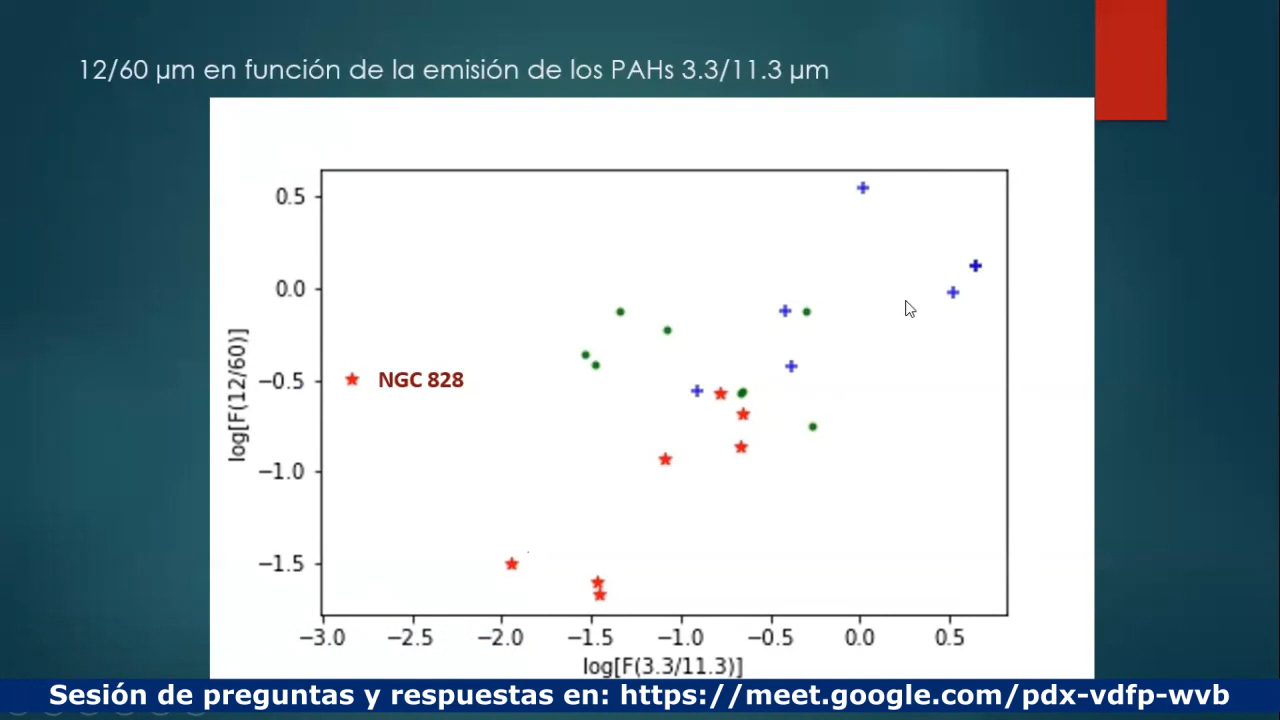 12/60 µm en función de la emisión de los PAHs 3.3/11.3 µm
0.5
0.0
−0.5
−1.0
−1.5
log[F(12/60)]
NGC 828
−3.0 −2.5 −2.0 −1.5 −1.0 −0.5 0.0 0.5
log[F(3.3/11.3)]
Sesión de preguntas y respuestas en: https://meet.google.com/pdx-vdfp-wvb